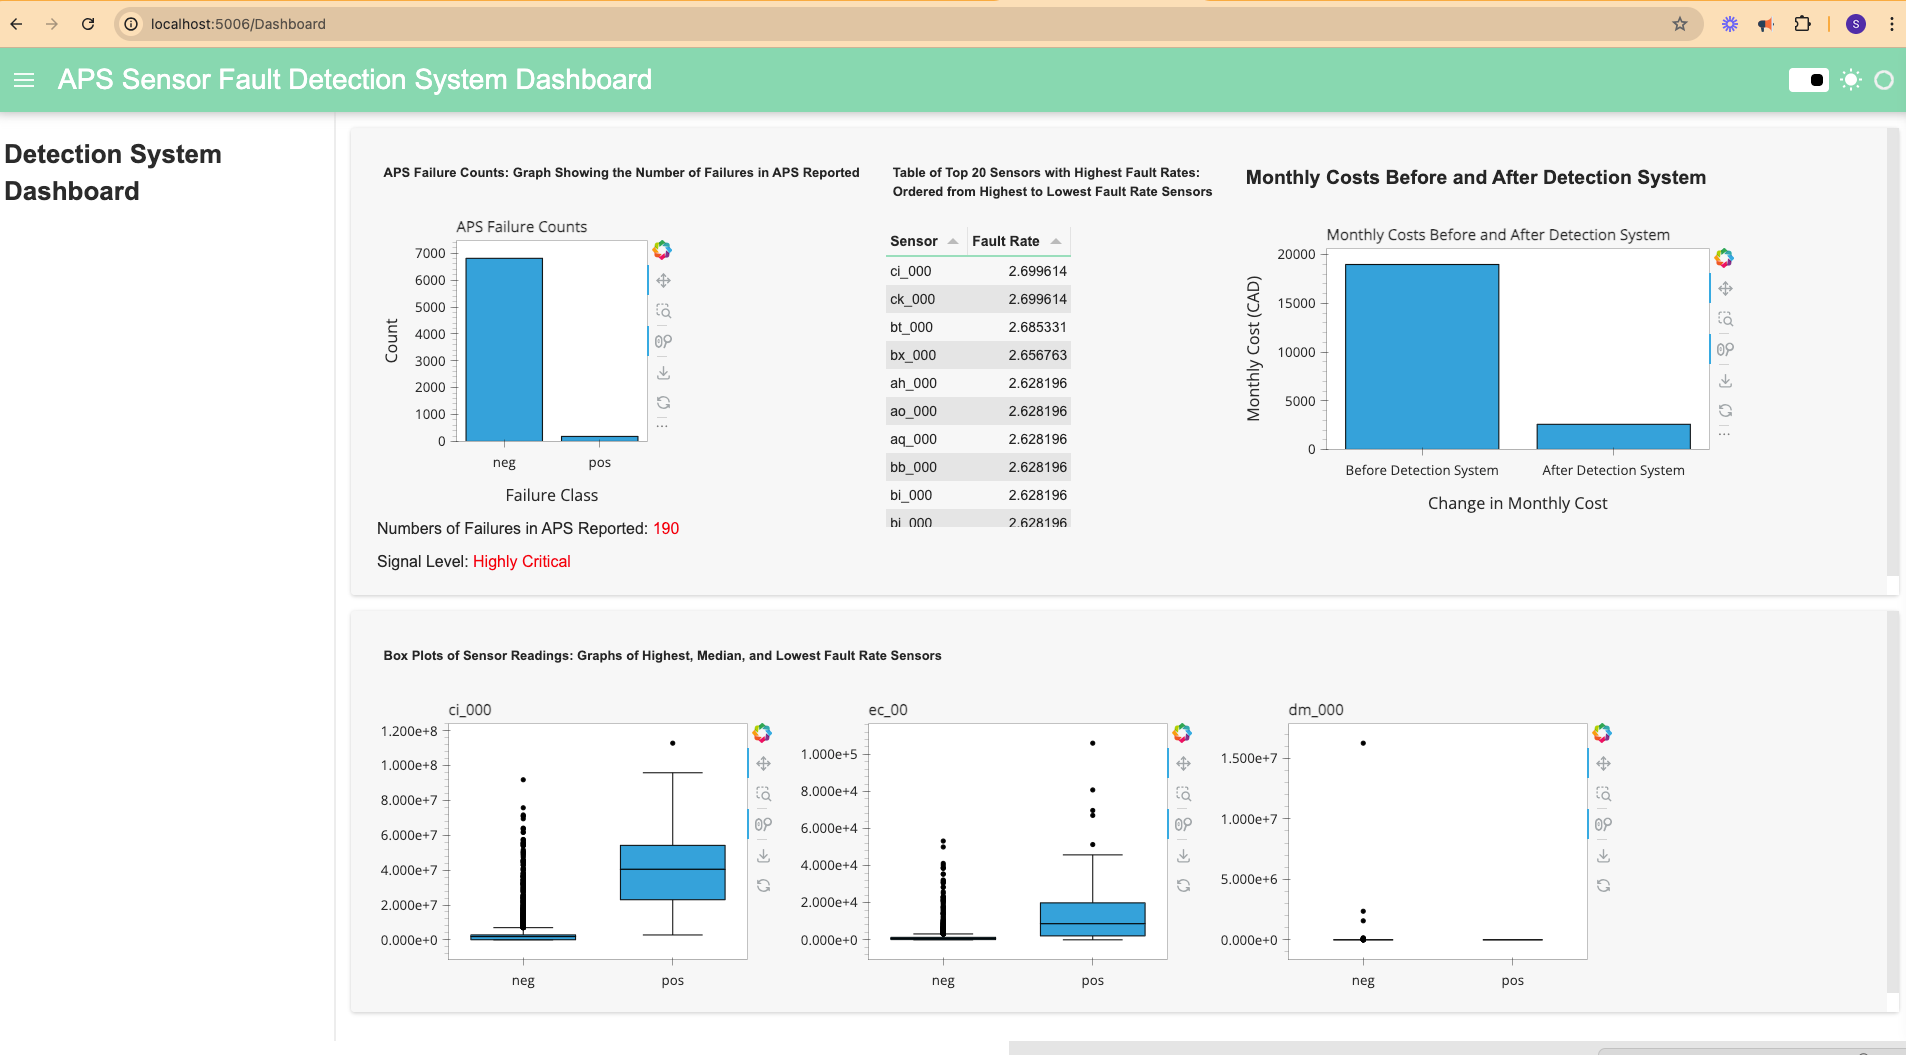 localhost:5006/Dashboard
S
APS Sensor Fault Detection System Dashboard
Detection System
Dashboard
APS Failure Counts: Graph Showing the Number of Failures in APS Reported
APS Failure Counts
Count
7000
6000
5000
4000
3000
2000
1000
0
neg
pos
Failure Class
Numbers of Failures in APS Reported: 190
Signal Level: Highly Critical
Table of Top 20 Sensors with Highest Fault Rates:
Ordered from Highest to Lowest Fault Rate Sensors
Sensor Fault Rate
ci_000 2.699614
ck_000 2.699614
bt_000 2.685331
bx_000 2.656763
ah_000 2.628196
ao_000 2.628196
aq_000 2.628196
bb_000 2.628196
bi_000 2.628196
bj_000 2.628196
Monthly Costs Before and After Detection System
Monthly Costs Before and After Detection System
Monthly Cost (CAD)
20000
15000
10000
5000
0
Before Detection System
After Detection System
Change in Monthly Cost
Box Plots of Sensor Readings: Graphs of Highest, Median, and Lowest Fault Rate Sensors
ci_000
1.200e+8
1.000e+8
8.000e+7
6.000e+7
4.000e+7
2.000e+7
0.000e+0
neg
pos
ec_00
1.000e+5
8.000e+4
6.000e+4
4.000e+4
2.000e+4
0.000e+0
neg
pos
dm_000
1.500e+7
1.000e+7
5.000e+6
0.000e+0
neg
pos